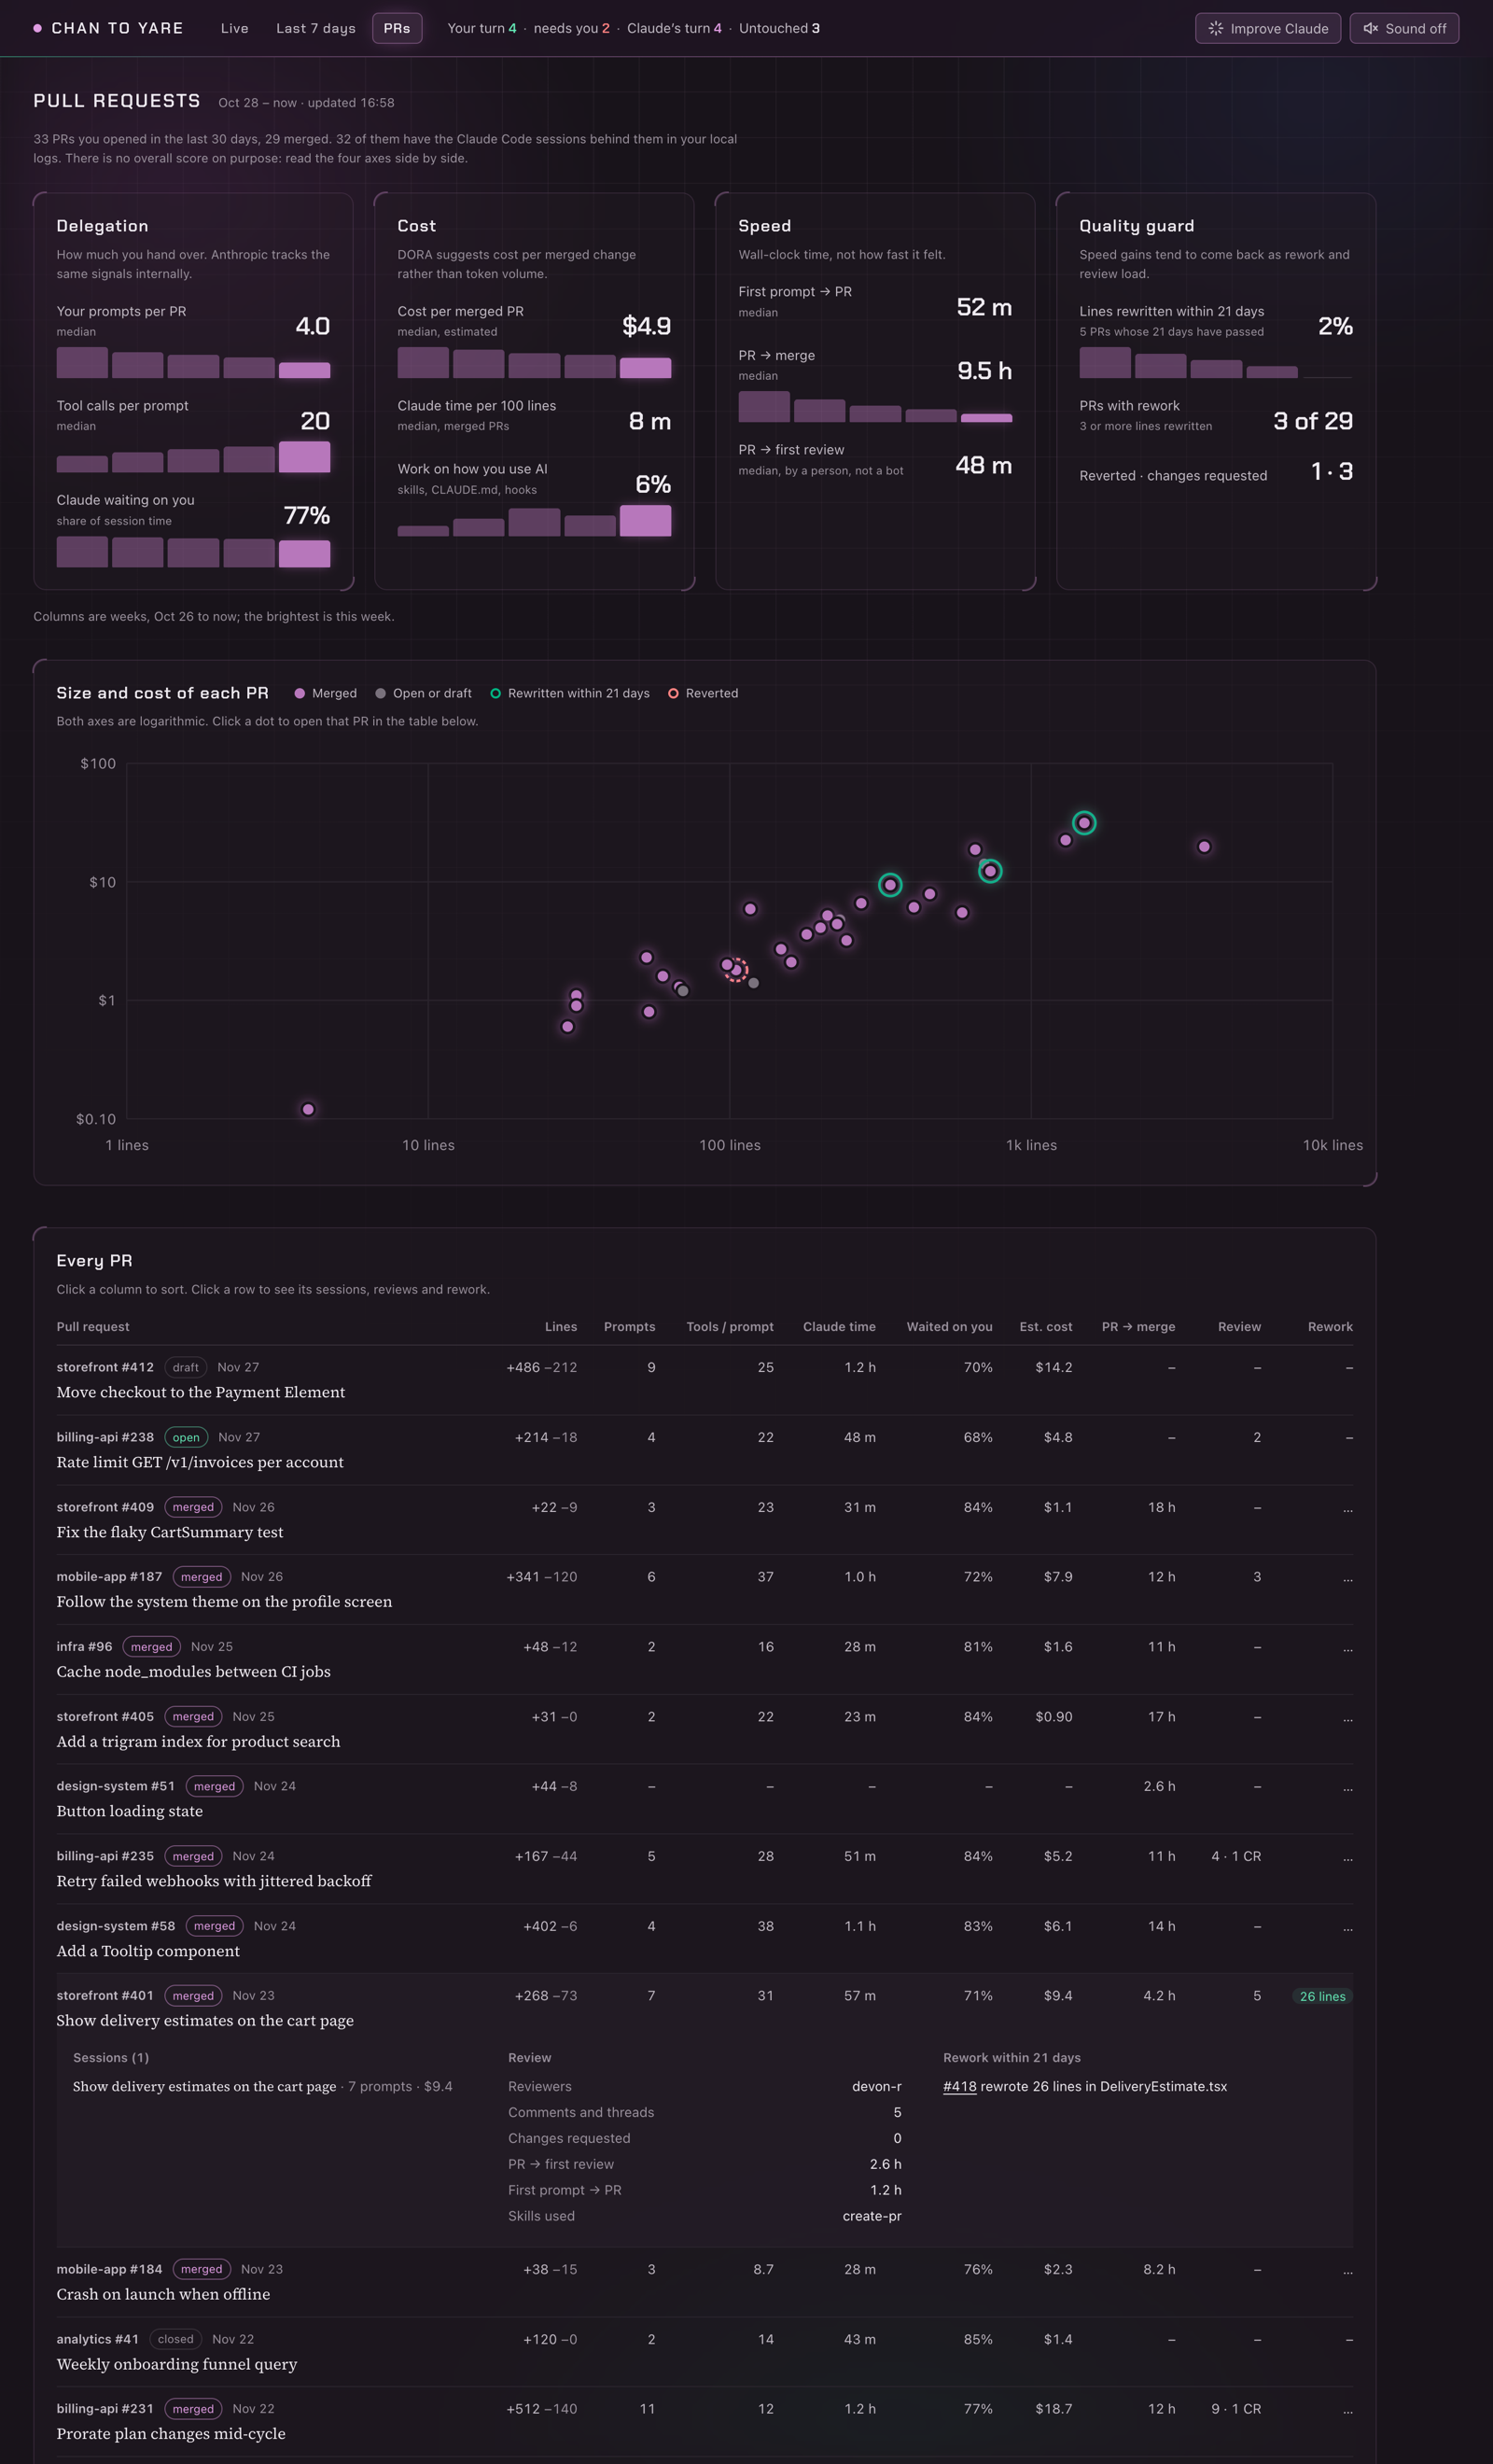 CHAN TO YARE Live Last 7 days PRs Your turn 4 · needs you 2 · Claude's turn 4 · Untouched 3 Improve Claude Sound off
PULL REQUESTS Oct 28 – now · updated 16:58
33 PRs you opened in the last 30 days, 29 merged. 32 of them have the Claude Code sessions behind them in your local
logs. There is no overall score on purpose: read the four axes side by side.
Delegation
How much you hand over. Anthropic tracks the
same signals internally.
Your prompts per PR
median 4.0
Tool calls per prompt
median 20
Claude waiting on you
share of session time 77%
Cost
DORA suggests cost per merged change
rather than token volume.
Cost per merged PR
median, estimated $4.9
Claude time per 100 lines
median, merged PRs 8 m
Work on how you use AI
skills, CLAUDE.md, hooks 6%
Speed
Wall-clock time, not how fast it felt.
First prompt → PR
median 52 m
PR → merge
median 9.5 h
PR → first review
median, by a person, not a bot 48 m
Quality guard
Speed gains tend to come back as rework and
review load.
Lines rewritten within 21 days
5 PRs whose 21 days have passed 2%
PRs with rework
3 or more lines rewritten 3 of 29
Reverted · changes requested 1 · 3
Columns are weeks, Oct 26 to now; the brightest is this week.
Size and cost of each PR Merged Open or draft Rewritten within 21 days Reverted
Both axes are logarithmic. Click a dot to open that PR in the table below.
$100
$10
$1
$0.10
1 lines 10 lines 100 lines 1k lines 10k lines
Every PR
Click a column to sort. Click a row to see its sessions, reviews and rework.
Pull request Lines Prompts Tools / prompt Claude time Waited on you Est. cost PR → merge Review Rework
storefront #412 draft Nov 27 +486 −212 9 25 1.2 h 70% $14.2 – – –
Move checkout to the Payment Element
billing-api #238 open Nov 27 +214 −18 4 22 48 m 68% $4.8 – 2 –
Rate limit GET /v1/invoices per account
storefront #409 merged Nov 26 +22 −9 3 23 31 m 84% $1.1 18 h – …
Fix the flaky CartSummary test
mobile-app #187 merged Nov 26 +341 −120 6 37 1.0 h 72% $7.9 12 h 3 …
Follow the system theme on the profile screen
infra #96 merged Nov 25 +48 −12 2 16 28 m 81% $1.6 11 h – …
Cache node_modules between CI jobs
storefront #405 merged Nov 25 +31 −0 2 22 23 m 84% $0.90 17 h – …
Add a trigram index for product search
design-system #51 merged Nov 24 +44 −8 – – – – – 2.6 h – …
Button loading state
billing-api #235 merged Nov 24 +167 −44 5 28 51 m 84% $5.2 11 h 4 · 1 CR …
Retry failed webhooks with jittered backoff
design-system #58 merged Nov 24 +402 −6 4 38 1.1 h 83% $6.1 14 h – …
Add a Tooltip component
storefront #401 merged Nov 23 +268 −73 7 31 57 m 71% $9.4 4.2 h 5 26 lines
Show delivery estimates on the cart page
Sessions (1) Review Rework within 21 days
Show delivery estimates on the cart page · 7 prompts · $9.4 Reviewers devon-r #418 rewrote 26 lines in DeliveryEstimate.tsx
Comments and threads 5
Changes requested 0
PR → first review 2.6 h
First prompt → PR 1.2 h
Skills used create-pr
mobile-app #184 merged Nov 23 +38 −15 3 8.7 28 m 76% $2.3 8.2 h – …
Crash on launch when offline
analytics #41 closed Nov 22 +120 −0 2 14 43 m 85% $1.4 – – –
Weekly onboarding funnel query
billing-api #231 merged Nov 22 +512 −140 11 12 1.2 h 77% $18.7 12 h 9 · 1 CR …
Prorate plan changes mid-cycle